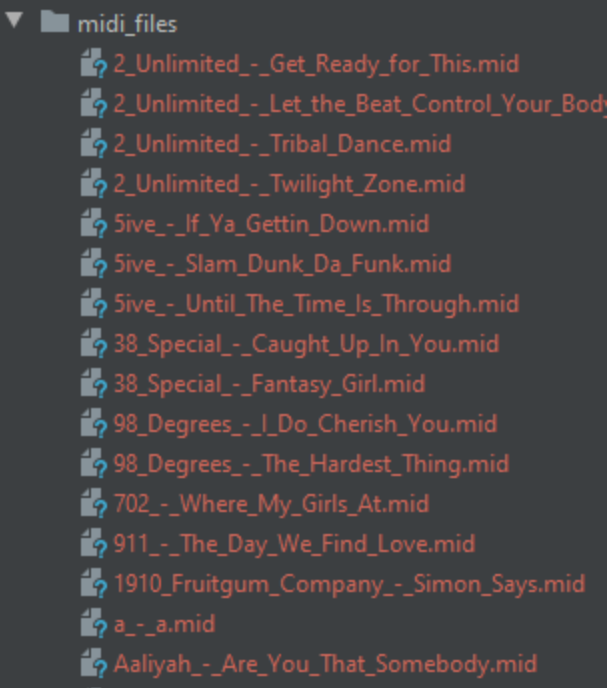 midi_files
2_Unlimited_-_Get_Ready_for_This.mid
2_Unlimited_-_Let_the_Beat_Control_Your_Body
2_Unlimited_-_Tribal_Dance.mid
2_Unlimited_-_Twilight_Zone.mid
5ive_-_If_Ya_Gettin_Down.mid
5ive_-_Slam_Dunk_Da_Funk.mid
5ive_-_Until_The_Time_Is_Through.mid
38_Special_-_Caught_Up_In_You.mid
38_Special_-_Fantasy_Girl.mid
98_Degrees_-_I_Do_Cherish_You.mid
98_Degrees_-_The_Hardest_Thing.mid
702_-_Where_My_Girls_At.mid
911_-_The_Day_We_Find_Love.mid
1910_Fruitgum_Company_-_Simon_Says.mid
a_-_a.mid
Aaliyah_-_Are_You_That_Somebody.mid